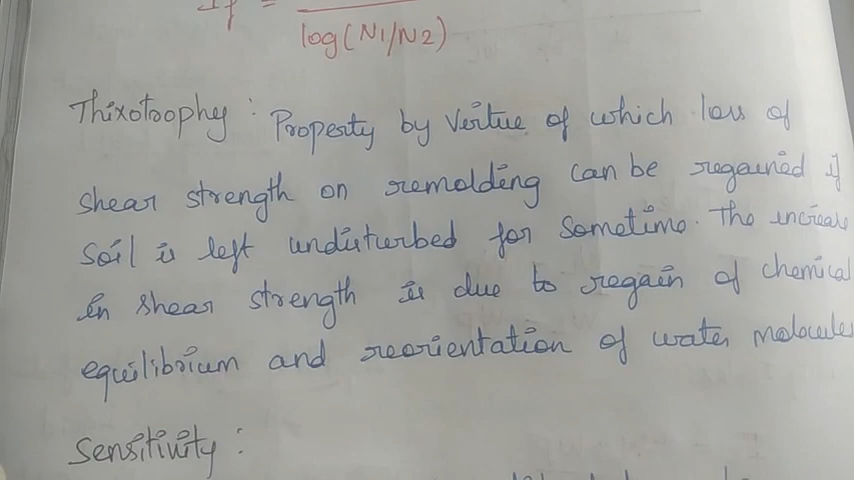 If =
log(N1/N2)
Thixotrophy : Property by Vertue of which loss of
shear strength on remolding can be regained if
soil is left undisturbed for sometime. The increase
in shear strength is due to regain of chemical
equilibrium and reorientation of water molecules
Sensitivity :